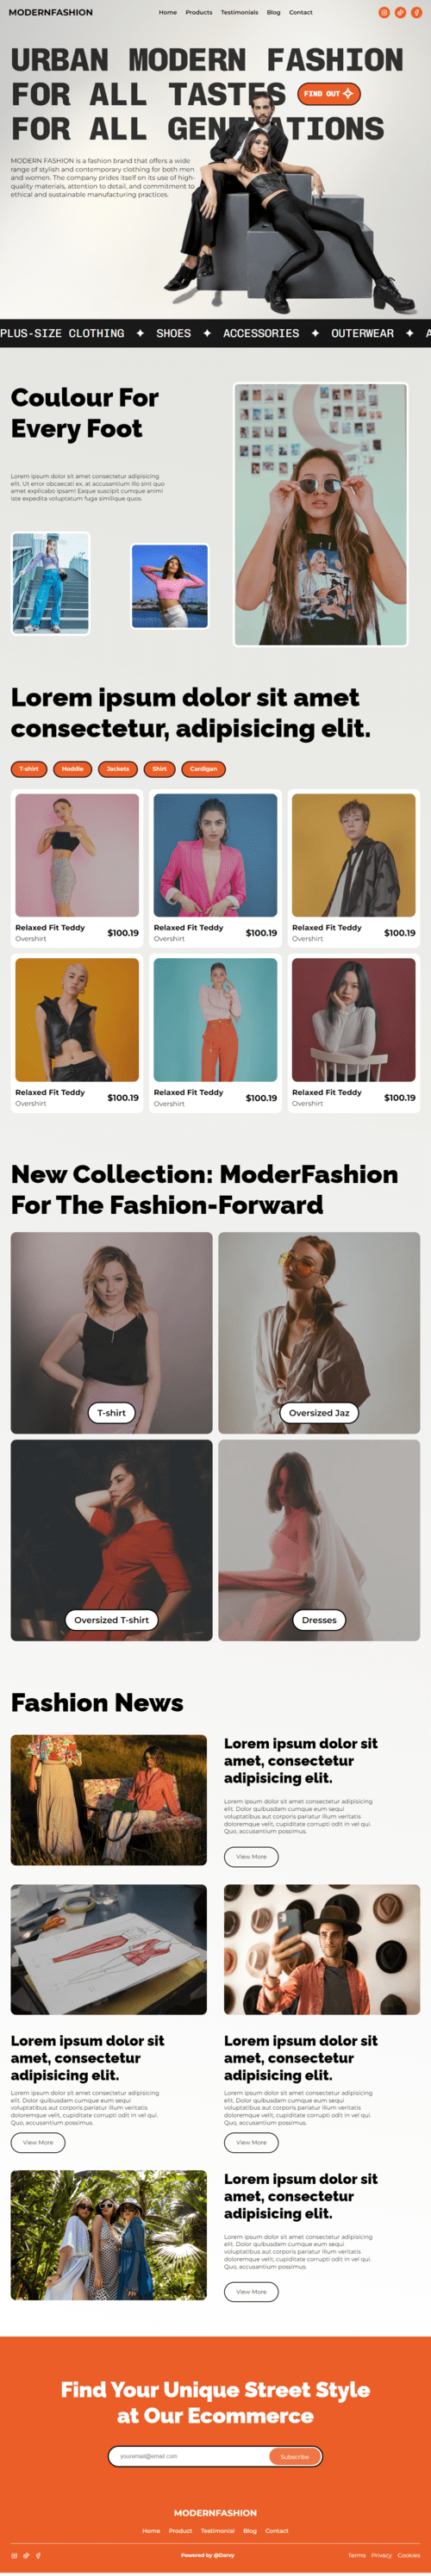 MODERNFASHION
Home Products Testimonials Blog Contact
URBAN MODERN FASHION
FOR ALL TASTES
FIND OUT
FOR ALL GEN TIONS
MODERN FASHION is a fashion brand that offers a wide
range of stylish and contemporary clothing for both men
and women. The company prides itself on its use of high-
quality materials, attention to detail, and commitment to
ethical and sustainable manufacturing practices.
PLUS-SIZE CLOTHING ✦ SHOES ✦ ACCESSORIES ✦ OUTERWEAR ✦ A
Coulour For
Every Foot
Lorem ipsum dolor sit amet consectetur adipisicing
elit. Ut error obcaecati ex, at accusantium illo sint quo
amet explicabo ipsam! Eaque suscipit cumque animi
iste expedita voluptatum fuga similique quos.
Lorem ipsum dolor sit amet
consectetur, adipisicing elit.
T-shirt
Hoddie
Jackets
Shirt
Cardigan
Relaxed Fit Teddy
Overshirt
$100.19
Relaxed Fit Teddy
Overshirt
$100.19
Relaxed Fit Teddy
Overshirt
$100.19
Relaxed Fit Teddy
Overshirt
$100.19
Relaxed Fit Teddy
Overshirt
$100.19
Relaxed Fit Teddy
Overshirt
$100.19
New Collection: ModerFashion
For The Fashion-Forward
T-shirt
Oversized Jaz
Oversized T-shirt
Dresses
Fashion News
Lorem ipsum dolor sit
amet, consectetur
adipisicing elit.
Lorem ipsum dolor sit amet consectetur adipisicing
elit. Dolor quibusdam cumque eum sequi
voluptatibus aut corporis pariatur illum veritatis
doloremque velit, cupiditate corrupti odit in vel qui.
Quo, accusantium possimus.
View More
Lorem ipsum dolor sit
amet, consectetur
adipisicing elit.
Lorem ipsum dolor sit amet consectetur adipisicing
elit. Dolor quibusdam cumque eum sequi
voluptatibus aut corporis pariatur illum veritatis
doloremque velit, cupiditate corrupti odit in vel qui.
Quo, accusantium possimus.
View More
Lorem ipsum dolor sit
amet, consectetur
adipisicing elit.
Lorem ipsum dolor sit amet consectetur adipisicing
elit. Dolor quibusdam cumque eum sequi
voluptatibus aut corporis pariatur illum veritatis
doloremque velit, cupiditate corrupti odit in vel qui.
Quo, accusantium possimus.
View More
Lorem ipsum dolor sit
amet, consectetur
adipisicing elit.
Lorem ipsum dolor sit amet consectetur adipisicing
elit. Dolor quibusdam cumque eum sequi
voluptatibus aut corporis pariatur illum veritatis
doloremque velit, cupiditate corrupti odit in vel qui.
Quo, accusantium possimus.
View More
Find Your Unique Street Style
at Our Ecommerce
youremail@email.com
Subscribe
MODERNFASHION
Home Product Testimonial Blog Contact
Powered by @Darvy
Terms Privacy Cookies